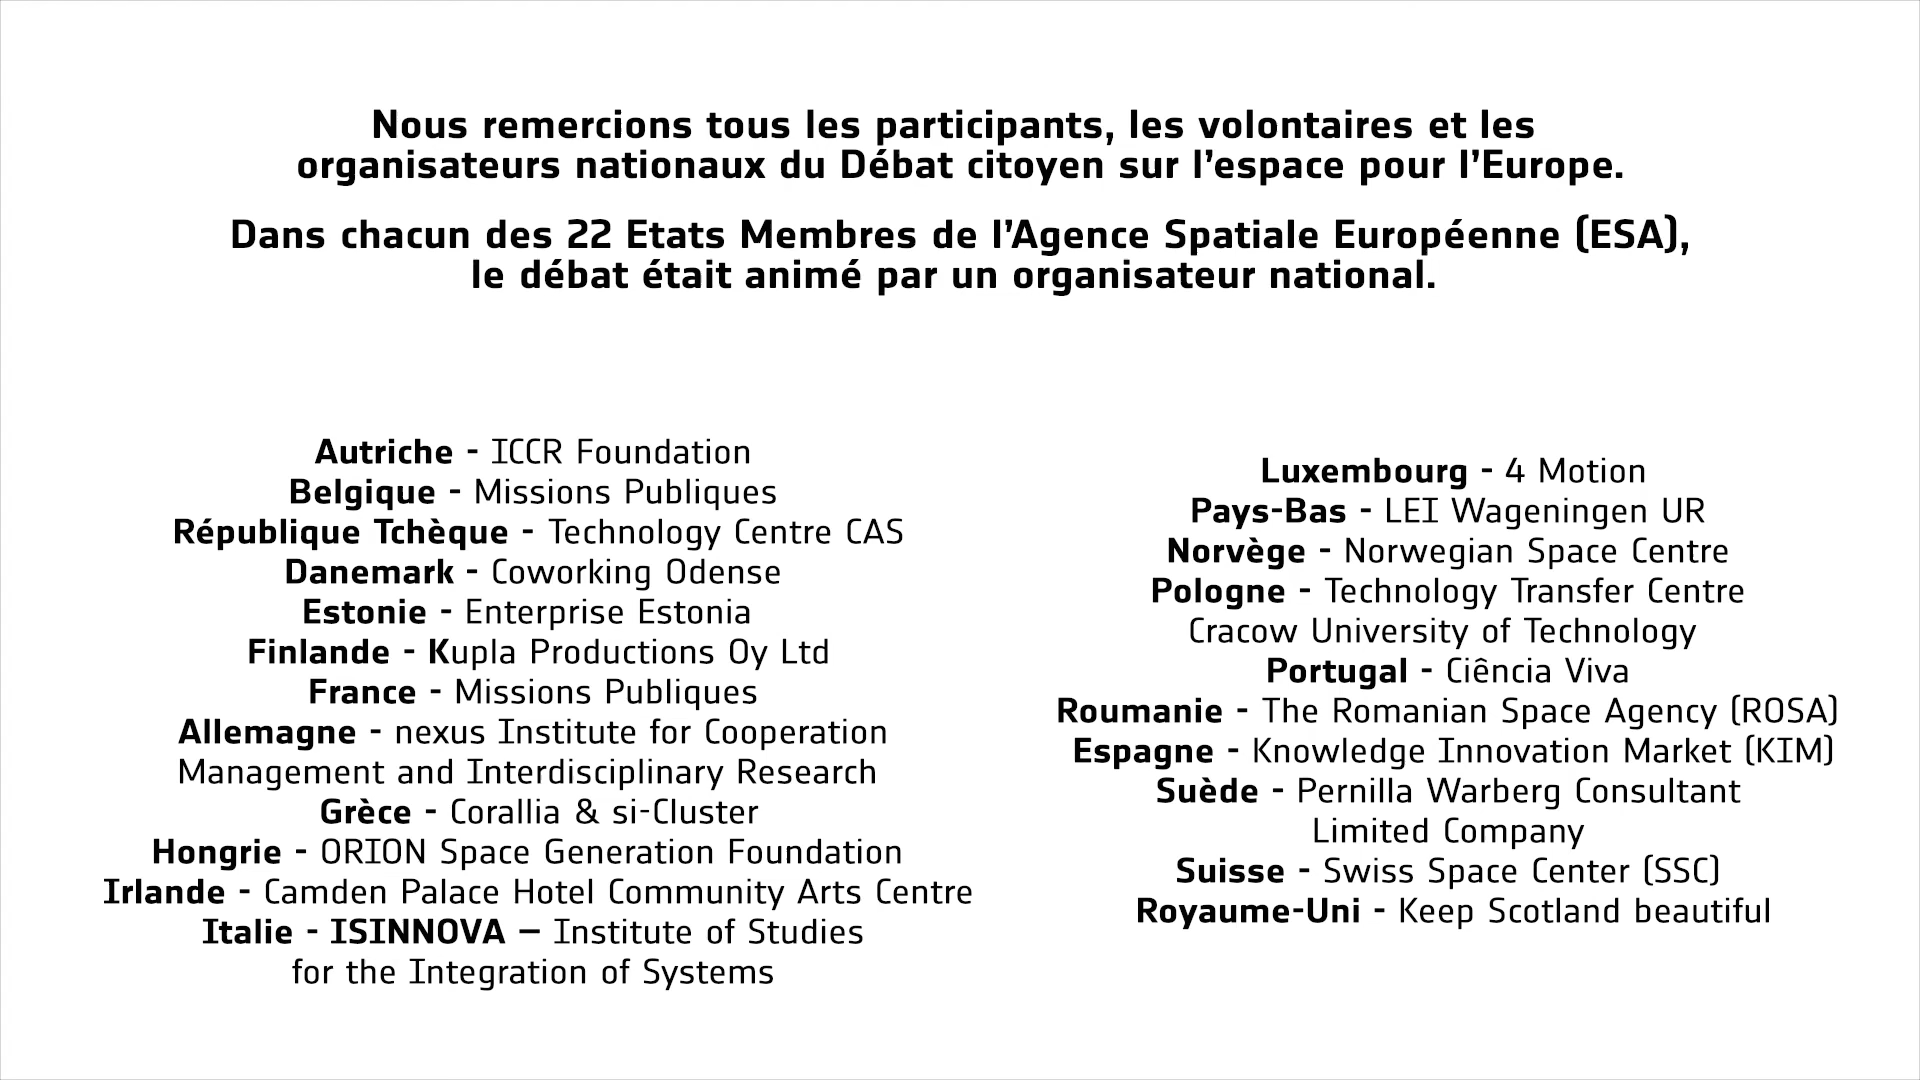 Nous remercions tous les participants, les volontaires et les
organisateurs nationaux du Débat citoyen sur l’espace pour l’Europe.
Dans chacun des 22 Etats Membres de l’Agence Spatiale Européenne (ESA),
le débat était animé par un organisateur national.
Autriche - ICCR Foundation
Belgique - Missions Publiques
République Tchèque - Technology Centre CAS
Danemark - Coworking Odense
Estonie - Enterprise Estonia
Finlande - Kupla Productions Oy Ltd
France - Missions Publiques
Allemagne - nexus Institute for Cooperation
Management and Interdisciplinary Research
Grèce - Corallia & si-Cluster
Hongrie - ORION Space Generation Foundation
Irlande - Camden Palace Hotel Community Arts Centre
Italie - ISINNOVA – Institute of Studies
for the Integration of Systems
Luxembourg - 4 Motion
Pays-Bas - LEI Wageningen UR
Norvège - Norwegian Space Centre
Pologne - Technology Transfer Centre
Cracow University of Technology
Portugal - Ciência Viva
Roumanie - The Romanian Space Agency (ROSA)
Espagne - Knowledge Innovation Market (KIM)
Suède - Pernilla Warberg Consultant
Limited Company
Suisse - Swiss Space Center (SSC)
Royaume-Uni - Keep Scotland beautiful